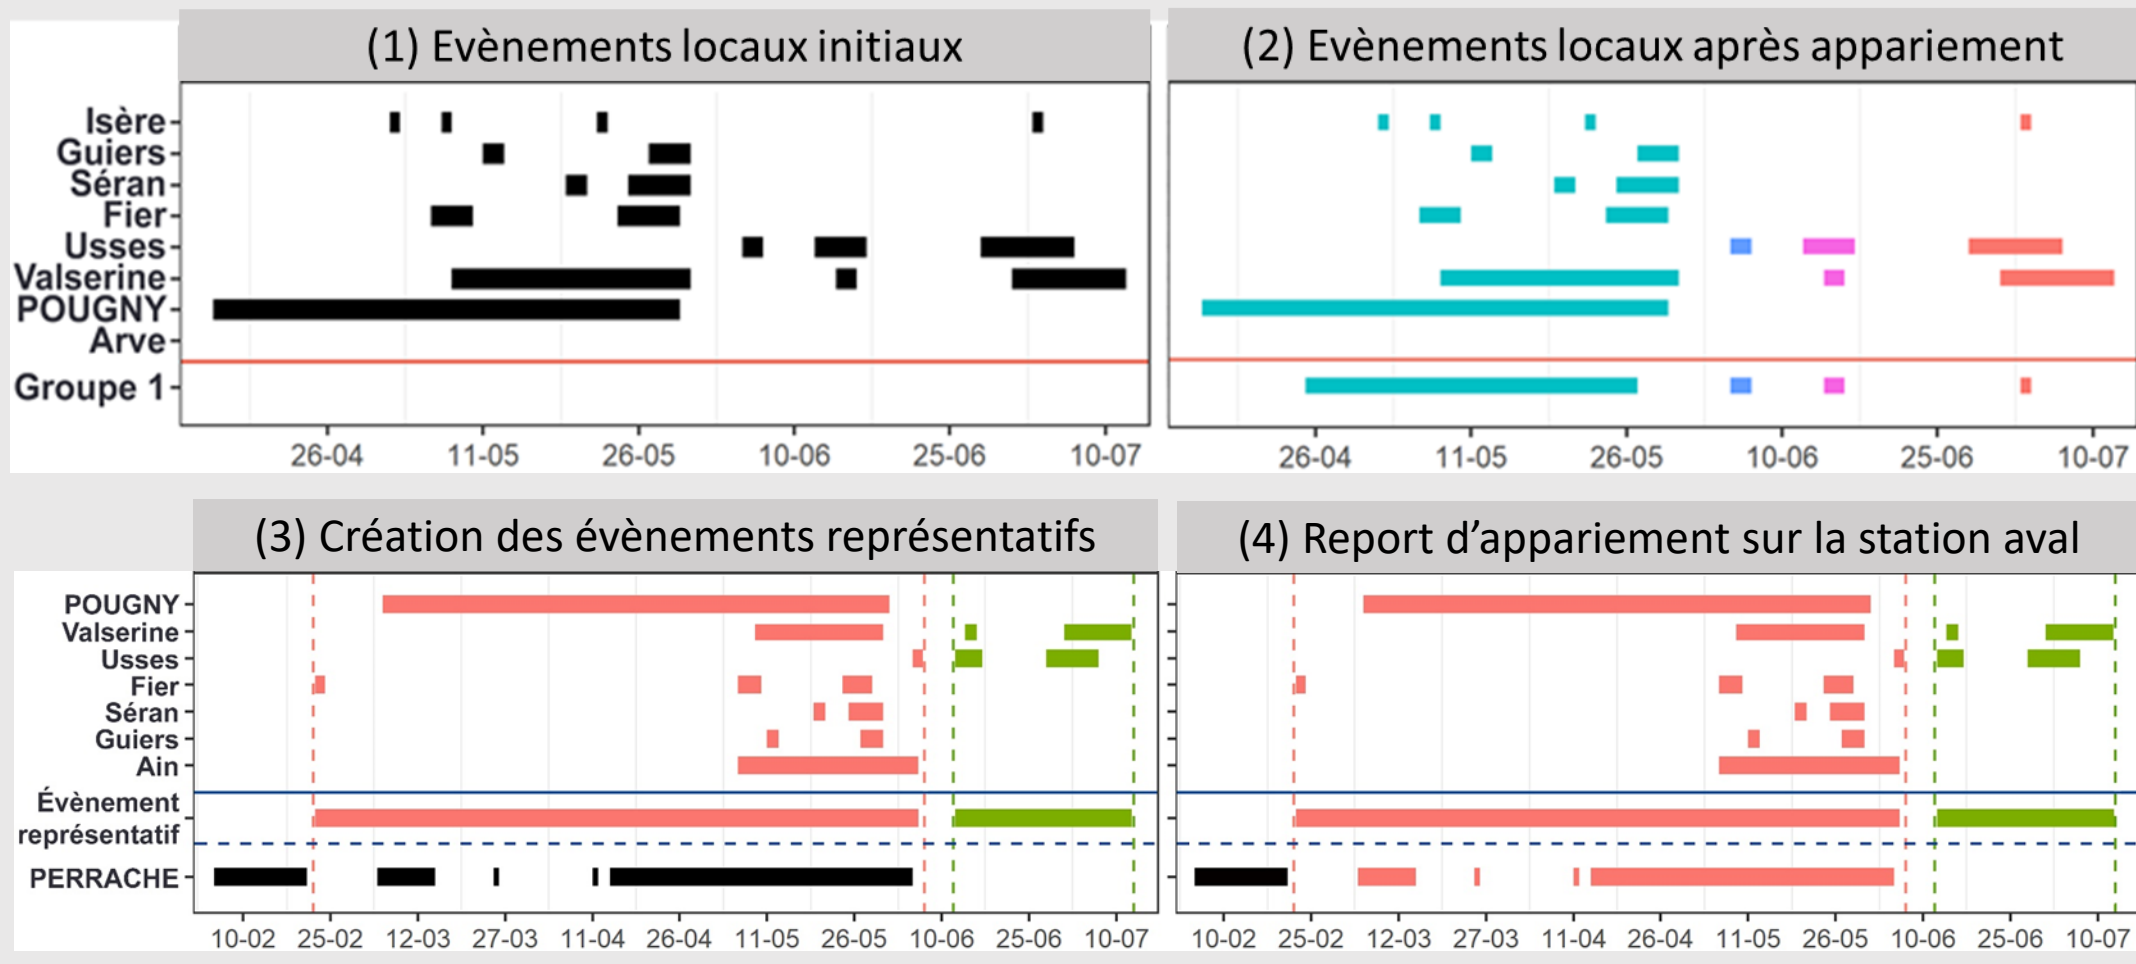 (1) Evènements locaux initiaux
(2) Evènements locaux après appariement
Isère
Guiers
Séran
Fier
Usses
Valserine
POUGNY
Arve
Groupe 1
26-04 11-05 26-05 10-06 25-06 10-07
26-04 11-05 26-05 10-06 25-06 10-07
(3) Création des évènements représentatifs
(4) Report d’appariement sur la station aval
POUGNY
Valserine
Usses
Fier
Séran
Guiers
Ain
Évènement
représentatif
PERRACHE
10-02 25-02 12-03 27-03 11-04 26-04 11-05 26-05 10-06 25-06 10-07
10-02 25-02 12-03 27-03 11-04 26-04 11-05 26-05 10-06 25-06 10-07